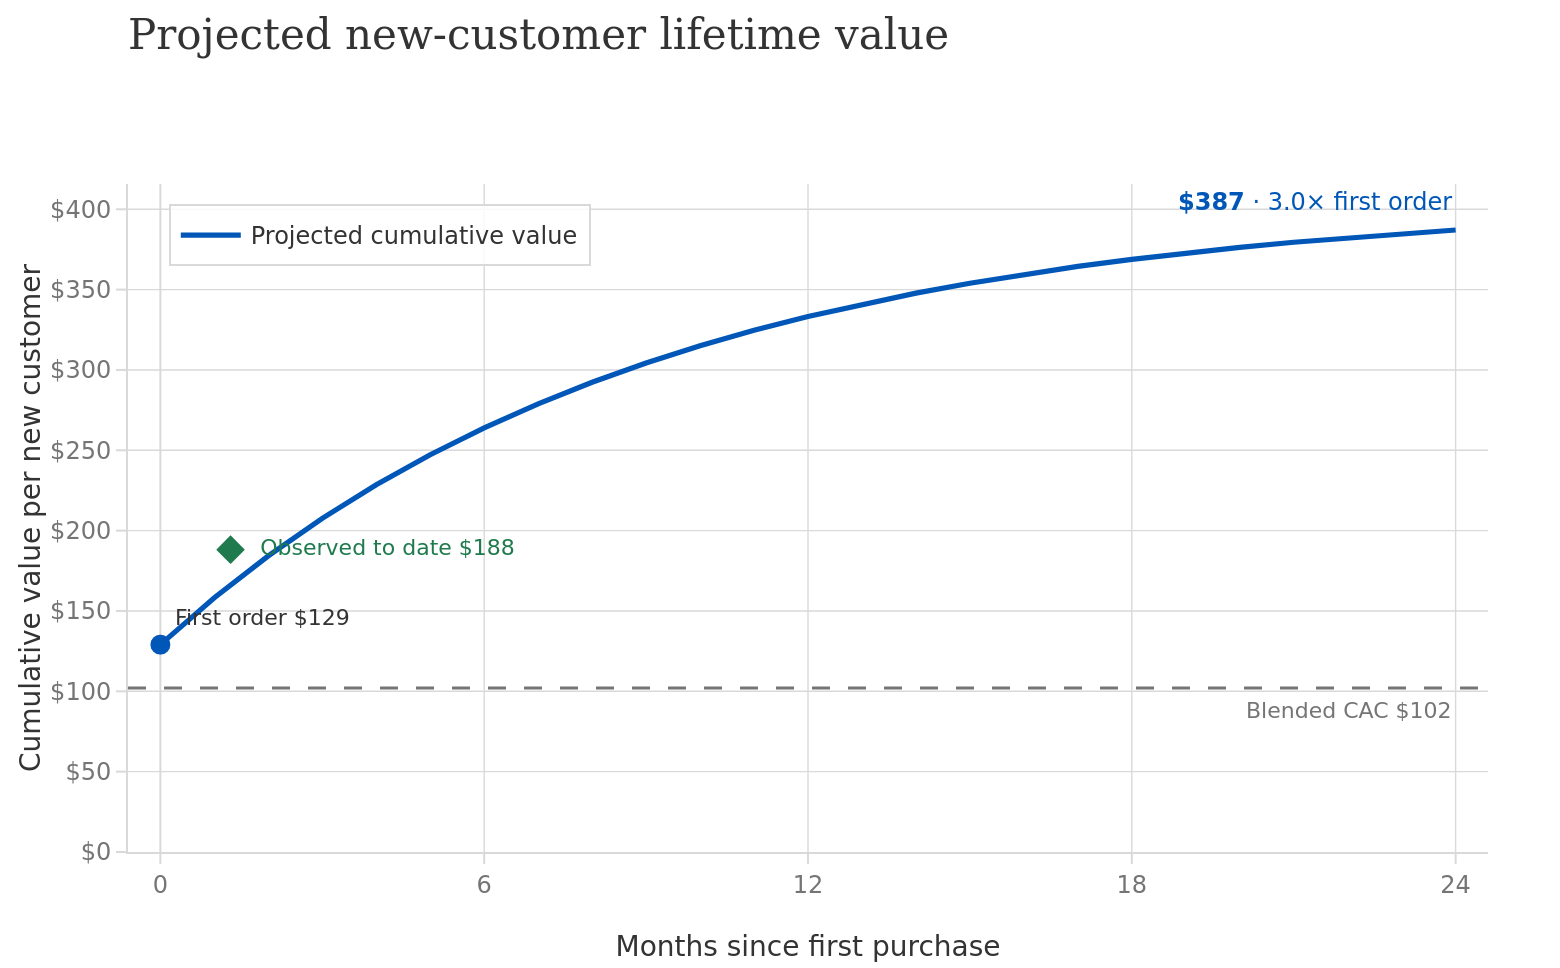 Projected new-customer lifetime value
$387 · 3.0× first order
Projected cumulative value
Observed to date $188
First order $129
Blended CAC $102
Cumulative value per new customer
$400
$350
$300
$250
$200
$150
$100
$50
$0
0 6 12 18 24
Months since first purchase